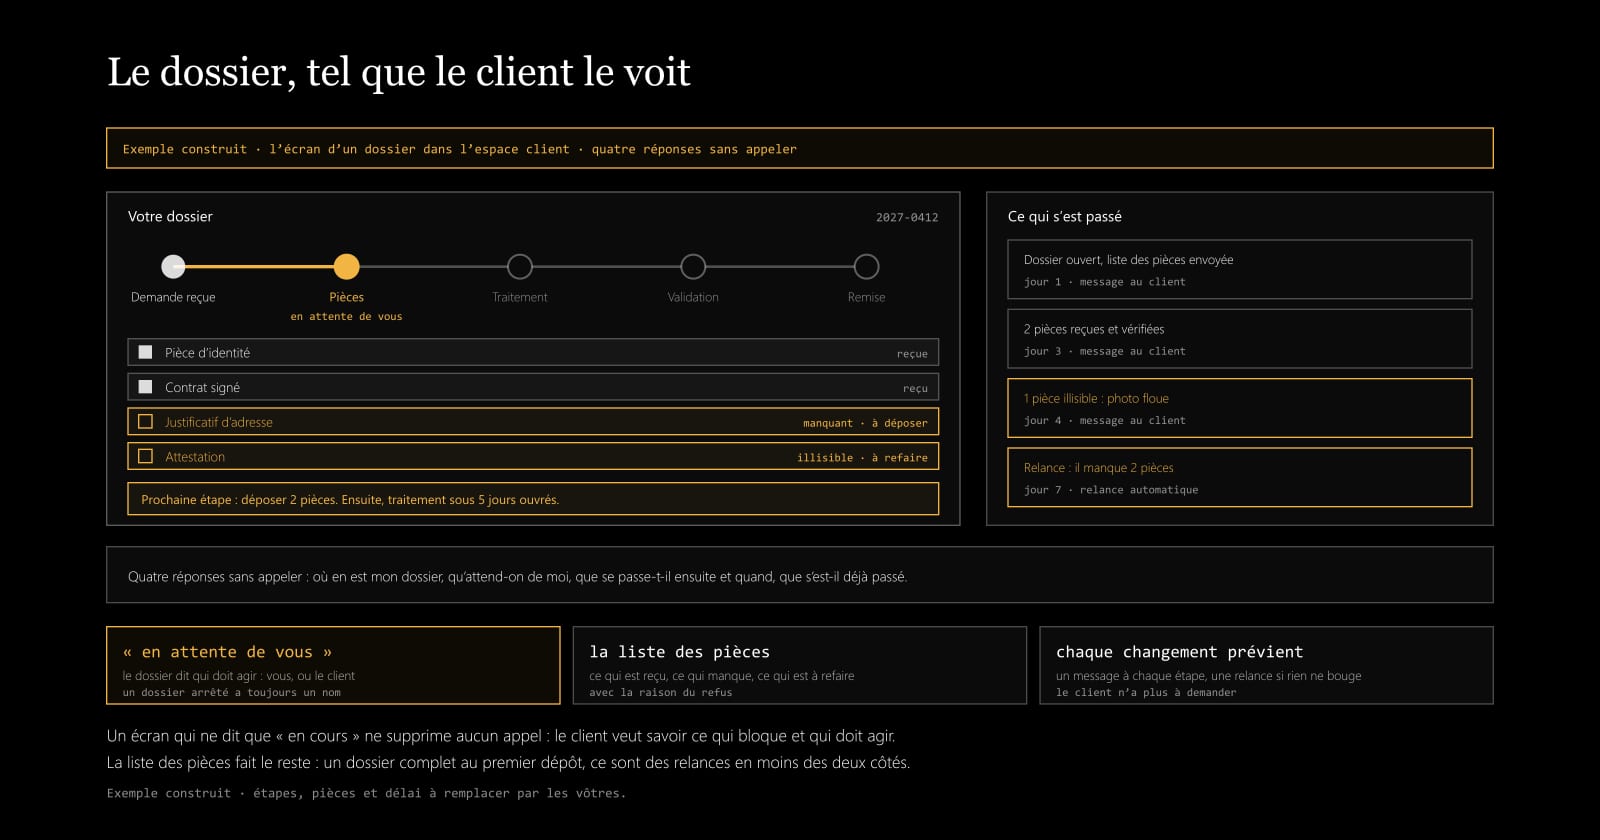 Le dossier, tel que le client le voit
Exemple construit · l’écran d’un dossier dans l’espace client · quatre réponses sans appeler
Votre dossier
2027-0412
Demande reçue
Pièces
Traitement
Validation
Remise
en attente de vous
Pièce d’identité
reçue
Contrat signé
reçu
Justificatif d’adresse
manquant · à déposer
Attestation
illisible · à refaire
Prochaine étape : déposer 2 pièces. Ensuite, traitement sous 5 jours ouvrés.
Ce qui s’est passé
Dossier ouvert, liste des pièces envoyée
jour 1 · message au client
2 pièces reçues et vérifiées
jour 3 · message au client
1 pièce illisible : photo floue
jour 4 · message au client
Relance : il manque 2 pièces
jour 7 · relance automatique
Quatre réponses sans appeler : où en est mon dossier, qu’attend-on de moi, que se passe-t-il ensuite et quand, que s’est-il déjà passé.
« en attente de vous »
le dossier dit qui doit agir : vous, ou le client
un dossier arrêté a toujours un nom
la liste des pièces
ce qui est reçu, ce qui manque, ce qui est à refaire
avec la raison du refus
chaque changement prévient
un message à chaque étape, une relance si rien ne bouge
le client n’a plus à demander
Un écran qui ne dit que « en cours » ne supprime aucun appel : le client veut savoir ce qui bloque et qui doit agir.
La liste des pièces fait le reste : un dossier complet au premier dépôt, ce sont des relances en moins des deux côtés.
Exemple construit · étapes, pièces et délai à remplacer par les vôtres.